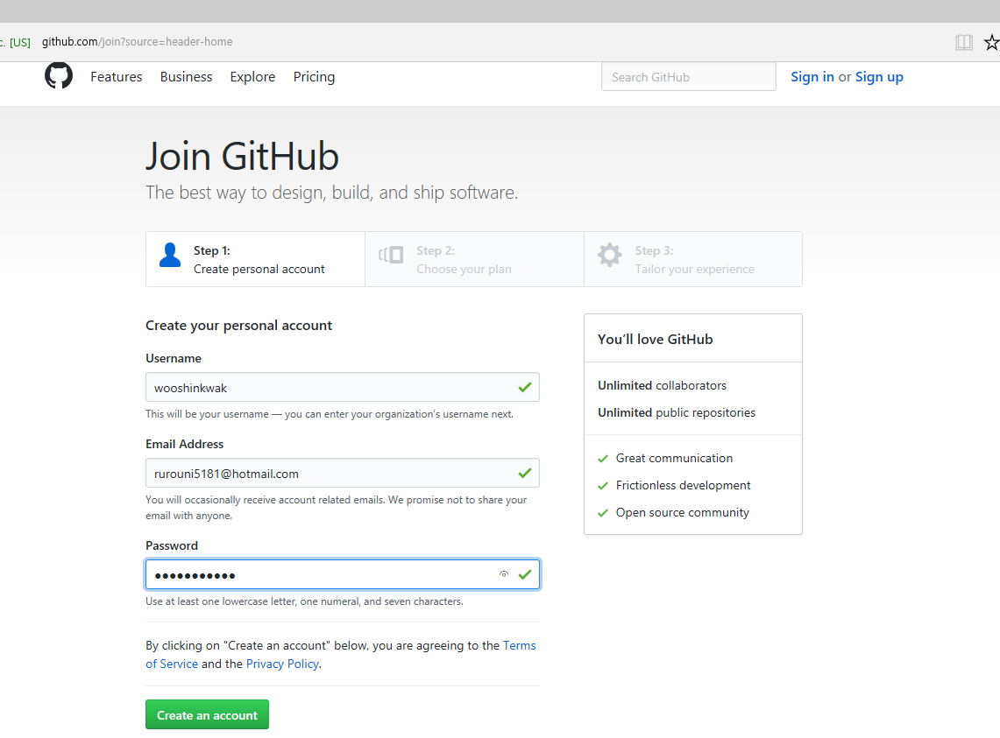 c. [US] github.com/join?source=header-home
Features Business Explore Pricing Search GitHub Sign in or Sign up
Join GitHub
The best way to design, build, and ship software.
Step 1:
Create personal account
Step 2:
Choose your plan
Step 3:
Tailor your experience
Create your personal account
Username
wooshinkwak
This will be your username — you can enter your organization's username next.
Email Address
rurouni5181@hotmail.com
You will occasionally receive account related emails. We promise not to share your
email with anyone.
Password
•••••••••••
Use at least one lowercase letter, one numeral, and seven characters.
By clicking on "Create an account" below, you are agreeing to the Terms
of Service and the Privacy Policy.
Create an account
You'll love GitHub
Unlimited collaborators
Unlimited public repositories
Great communication
Frictionless development
Open source community